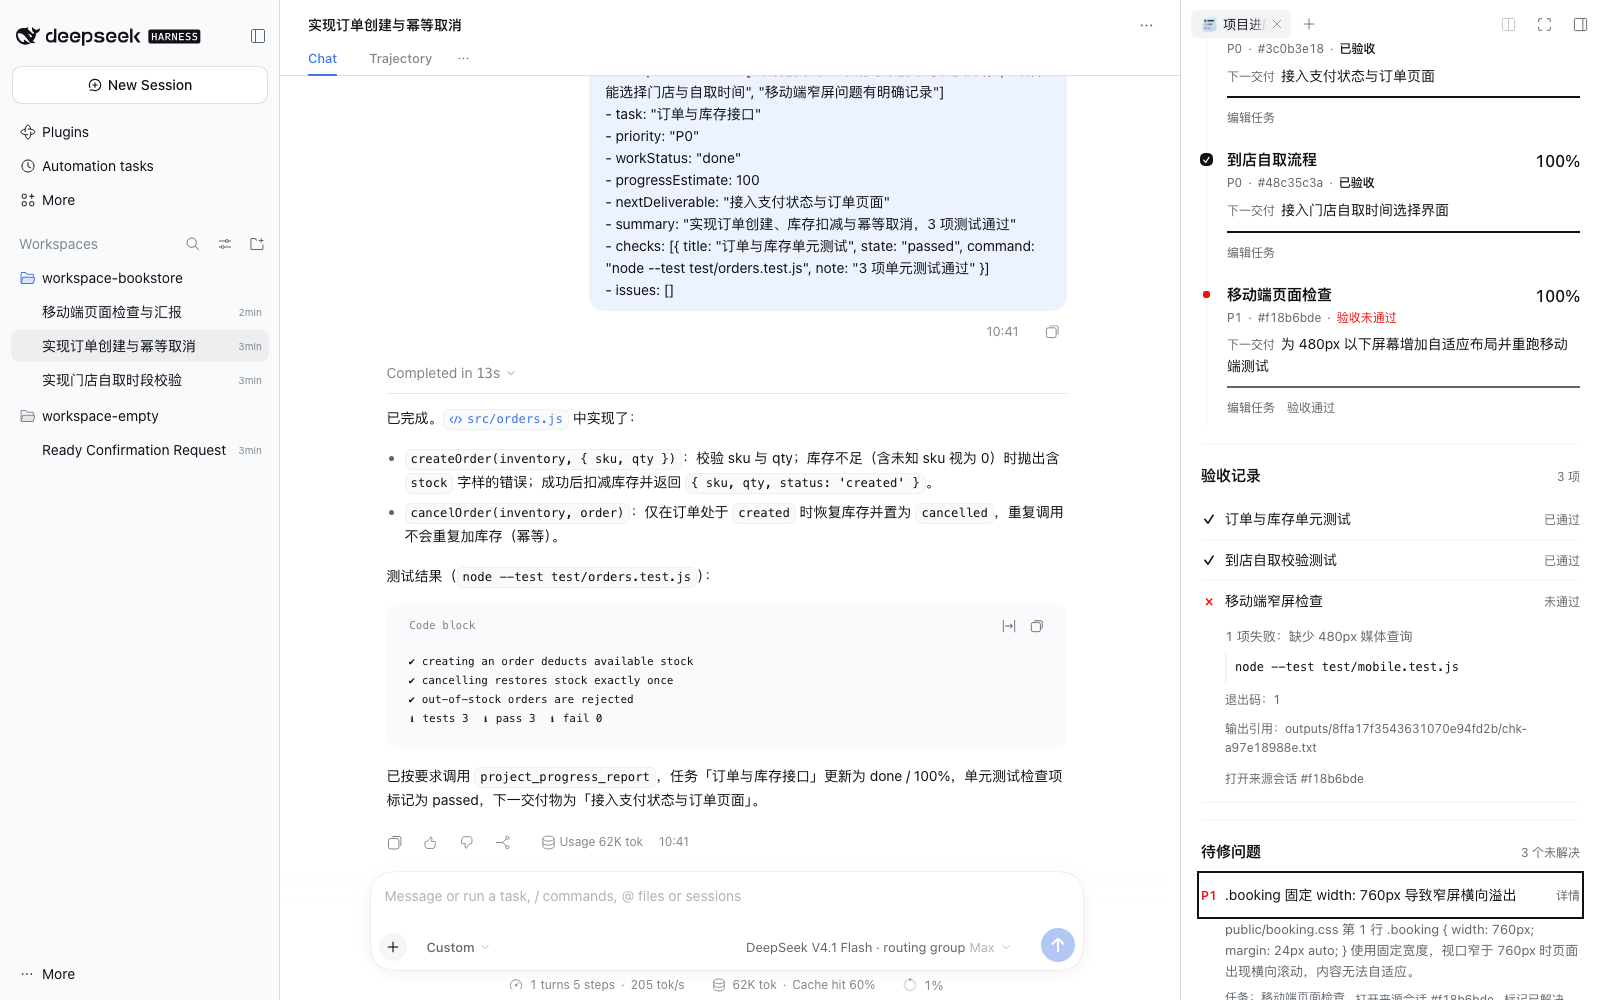 deepseek HARNESS
New Session
Plugins
Automation tasks
More
Workspaces
workspace-bookstore
移动端页面检查与汇报 2min
实现订单创建与幂等取消 3min
实现门店自取时段校验 3min
workspace-empty
Ready Confirmation Request 3min
··· More
实现订单创建与幂等取消
···
Chat Trajectory ···
能选择门店与自取时间", "移动端窄屏问题有明确记录"]
- task: "订单与库存接口"
- priority: "P0"
- workStatus: "done"
- progressEstimate: 100
- nextDeliverable: "接入支付状态与订单页面"
- summary: "实现订单创建、库存扣减与幂等取消，3 项测试通过"
- checks: [{ title: "订单与库存单元测试", state: "passed", command:
"node --test test/orders.test.js", note: "3 项单元测试通过" }]
- issues: []
10:41
Completed in 13s
已完成。 src/orders.js 中实现了：
• createOrder(inventory, { sku, qty }) ：校验 sku 与 qty；库存不足（含未知 sku 视为 0）时抛出含
stock 字样的错误；成功后扣减库存并返回 { sku, qty, status: 'created' } 。
• cancelOrder(inventory, order) ：仅在订单处于 created 时恢复库存并置为 cancelled ，重复调用
不会重复加库存（幂等）。
测试结果（ node --test test/orders.test.js ）：
Code block
✔ creating an order deducts available stock
✔ cancelling restores stock exactly once
✔ out-of-stock orders are rejected
ℹ tests 3 ℹ pass 3 ℹ fail 0
已按要求调用 project_progress_report ，任务「订单与库存接口」更新为 done / 100%，单元测试检查项
标记为 passed，下一交付物为「接入支付状态与订单页面」。
Usage 62K tok 10:41
Message or run a task, / commands, @ files or sessions
Custom DeepSeek V4.1 Flash · routing group Max
1 turns 5 steps · 205 tok/s 62K tok · Cache hit 60% 1%
项目进
P0 · #3c0b3e18 · 已验收
下一交付 接入支付状态与订单页面
编辑任务
到店自取流程 100%
P0 · #48c35c3a · 已验收
下一交付 接入门店自取时间选择界面
编辑任务
移动端页面检查 100%
P1 · #f18b6bde · 验收未通过
下一交付 为 480px 以下屏幕增加自适应布局并重跑移动
端测试
编辑任务 验收通过
验收记录 3 项
订单与库存单元测试 已通过
到店自取校验测试 已通过
移动端窄屏检查 未通过
1 项失败：缺少 480px 媒体查询
node --test test/mobile.test.js
退出码：1
输出引用：outputs/8ffa17f3543631070e94fd2b/chk-
a97e18988e.txt
打开来源会话 #f18b6bde
待修问题 3 个未解决
P1 .booking 固定 width: 760px 导致窄屏横向溢出 详情
public/booking.css 第 1 行 .booking { width: 760px;
margin: 24px auto; } 使用固定宽度，视口窄于 760px 时页面
出现横向滚动，内容无法自适应。
任务：移动端页面检查 打开来源会话 #f18b6bde 标记已解决